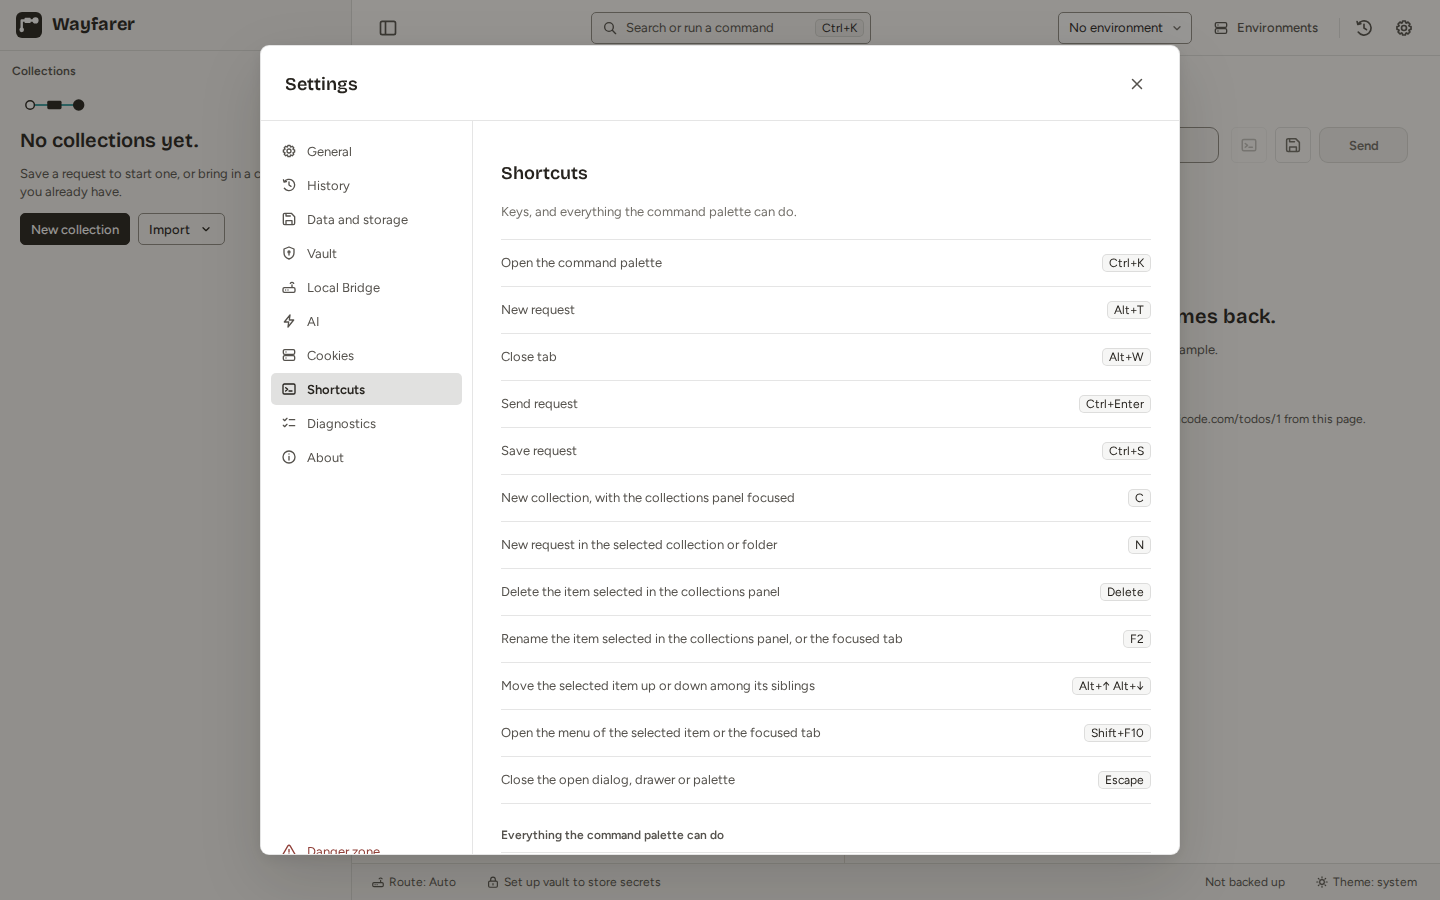 Wayfarer
Search or run a command
Ctrl+K
No environment
Environments
Collections
No collections yet.
Save a request to start one, or bring in a c
you already have.
New collection
Import
Send
mes back.
ample.
code.com/todos/1 from this page.
Settings
General
History
Data and storage
Vault
Local Bridge
AI
Cookies
Shortcuts
Diagnostics
About
Danger zone
Shortcuts
Keys, and everything the command palette can do.
Open the command palette Ctrl+K
New request Alt+T
Close tab Alt+W
Send request Ctrl+Enter
Save request Ctrl+S
New collection, with the collections panel focused C
New request in the selected collection or folder N
Delete the item selected in the collections panel Delete
Rename the item selected in the collections panel, or the focused tab F2
Move the selected item up or down among its siblings Alt+↑ Alt+↓
Open the menu of the selected item or the focused tab Shift+F10
Close the open dialog, drawer or palette Escape
Everything the command palette can do
Route: Auto
Set up vault to store secrets
Not backed up
Theme: system